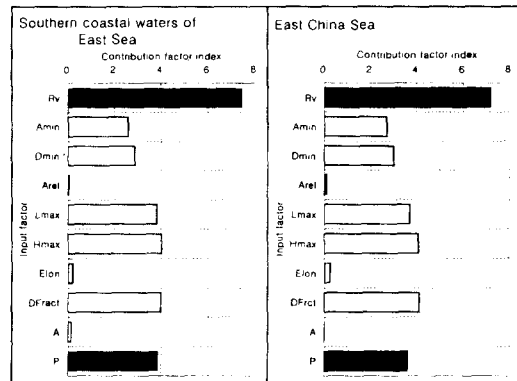 Southern coastal waters of
East Sea
Contribution factor index
0 2 4 6 8
Input factor
Rv
Amin
Dmin
Arel
Lmax
Hmax
Elon
DFract
A
P
East China Sea
Contribution factor index
0 2 4 6 8
Input factor
Rv
Amin
Dmin
Arel
Lmax
Hmax
Elon
DFrct
A
P